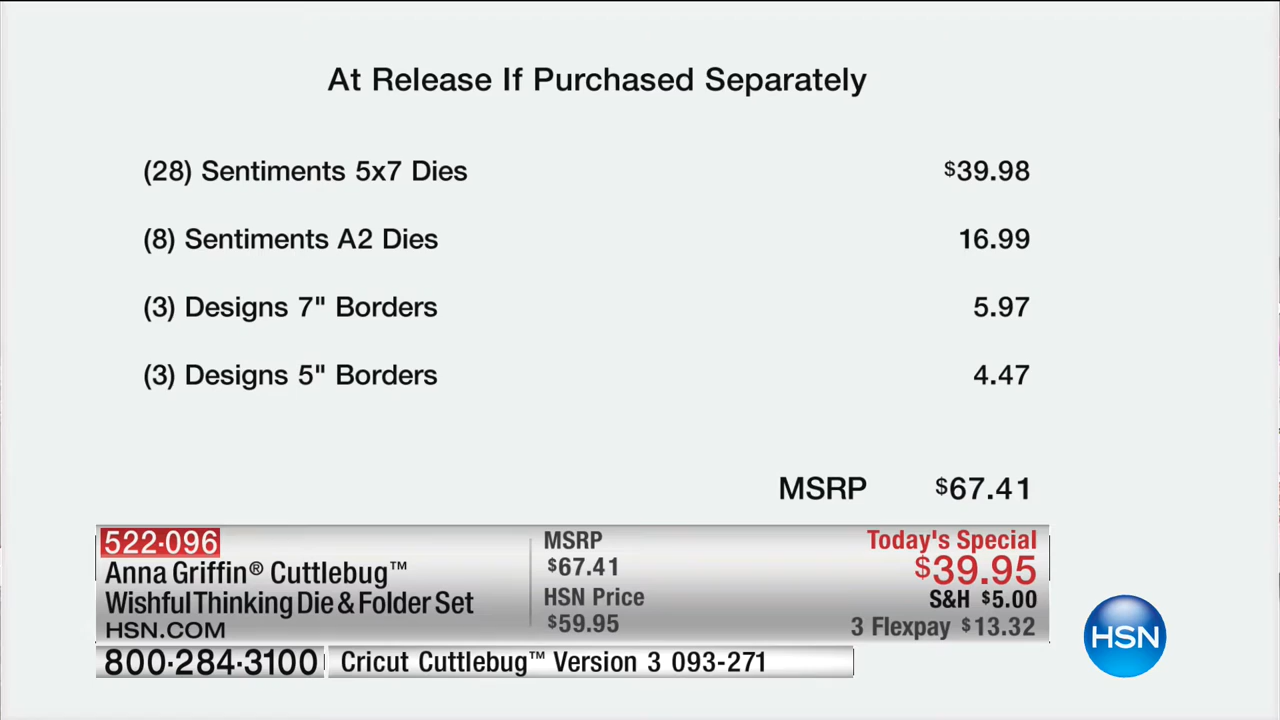 At Release If Purchased Separately
(28) Sentiments 5x7 Dies $39.98
(8) Sentiments A2 Dies 16.99
(3) Designs 7" Borders 5.97
(3) Designs 5" Borders 4.47
MSRP $67.41
522·096
Anna Griffin® Cuttlebug™
Wishful Thinking Die & Folder Set
HSN.COM
MSRP
$67.41
HSN Price
$59.95
Today's Special
$39.95
S&H $5.00
3 Flexpay $13.32
800·284·3100
Cricut Cuttlebug™ Version 3 093-271
HSN